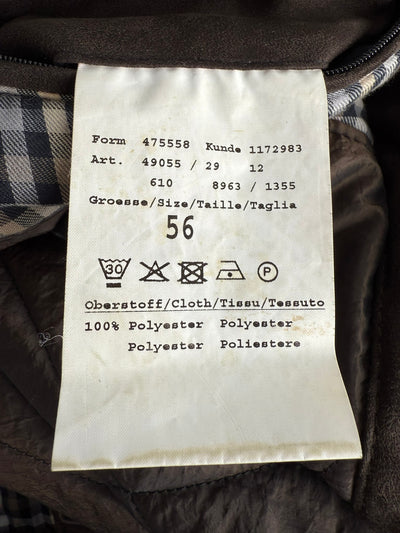 Form 475558 Kunde 1172983
Art. 49055 / 29 12
610 8963 / 1355
Groesse/Size/Taille/Taglia
56
30 P
Oberstoff/Cloth/Tissu/Tessuto
100% Polyester Polyester
Polyester Poliestere